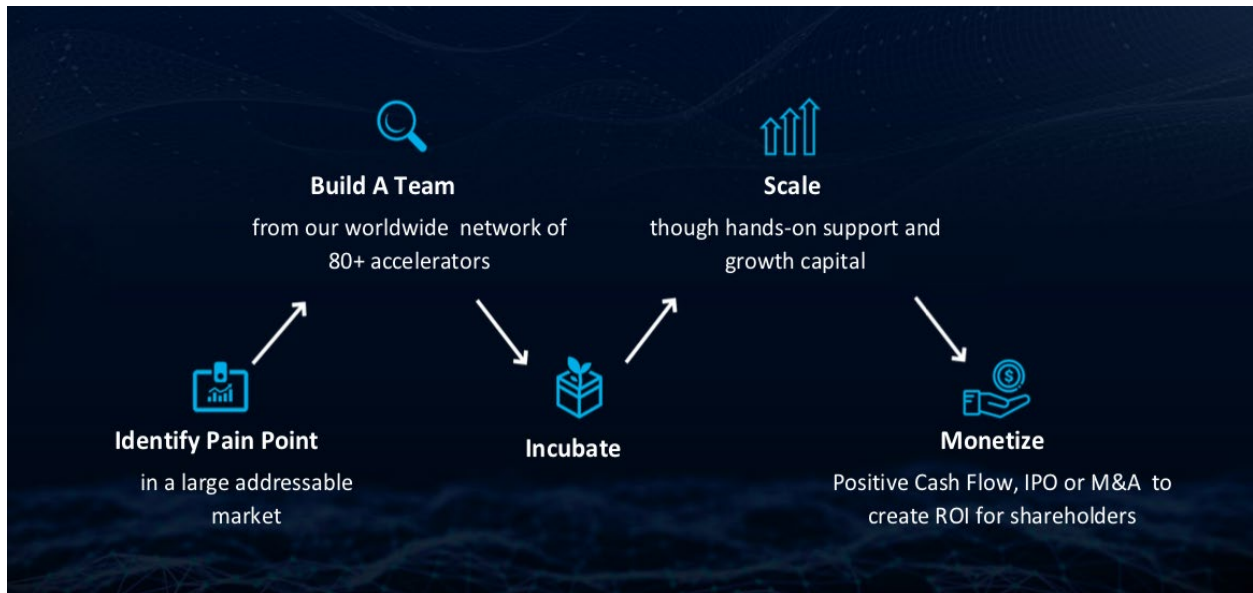 Identify Pain Point
in a large addressable
market
Build A Team
from our worldwide network of
80+ accelerators
Incubate
Scale
though hands-on support and
growth capital
Monetize
Positive Cash Flow, IPO or M&A to
create ROI for shareholders